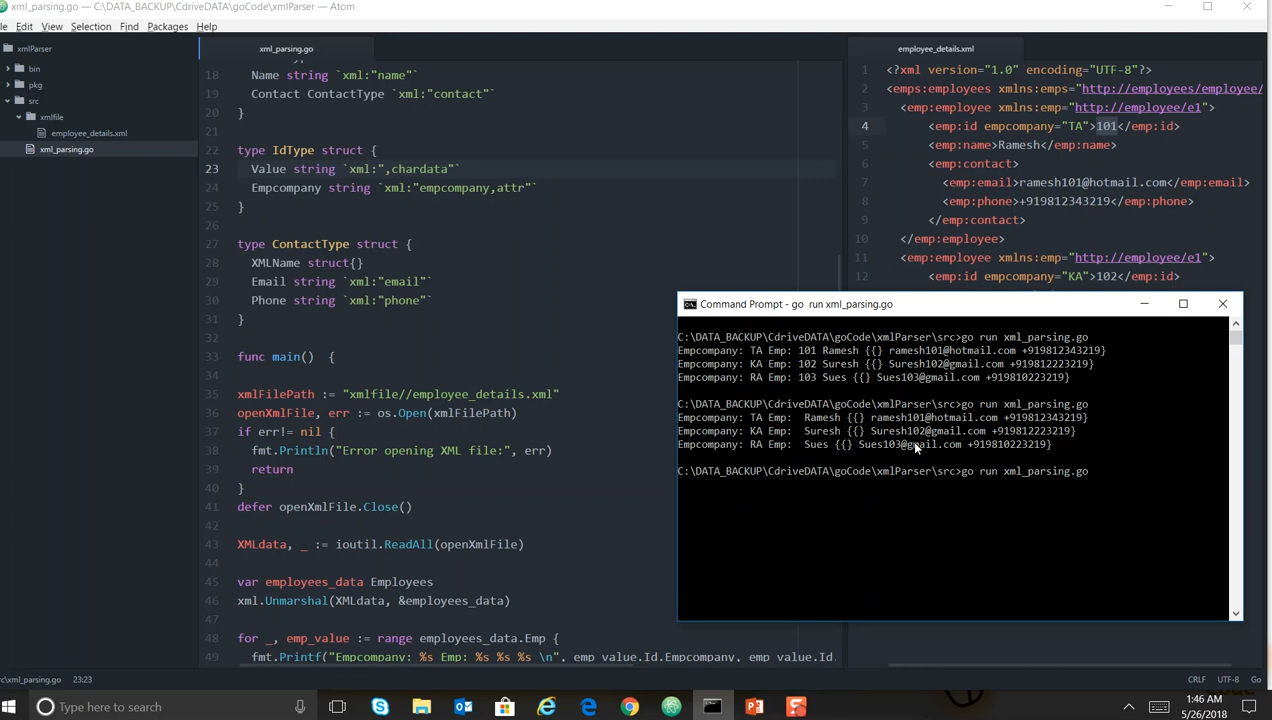 xml_parsing.go — C:\DATA_BACKUP\CdriveDATA\goCode\xmlParser — Atom
le Edit View Selection Find Packages Help
xmlParser
bin
pkg
src
xmlfile
employee_details.xml
xml_parsing.go
xml_parsing.go
18 Name string `xml:"name"`
19 Contact ContactType `xml:"contact"`
20 }
21
22 type IdType struct {
23 Value string `xml:",chardata"`
24 Empcompany string `xml:"empcompany,attr"`
25 }
26
27 type ContactType struct {
28 XMLName struct{}
29 Email string `xml:"email"`
30 Phone string `xml:"phone"`
31 }
32
33 func main() {
34
35 xmlFilePath := "xmlfile//employee_details.xml"
36 openXmlFile, err := os.Open(xmlFilePath)
37 if err!= nil {
38 fmt.Println("Error opening XML file:", err)
39 return
40 }
41 defer openXmlFile.Close()
42
43 XMLdata, _ := ioutil.ReadAll(openXmlFile)
44
45 var employees_data Employees
46 xml.Unmarshal(XMLdata, &employees_data)
47
48 for _, emp_value := range employees_data.Emp {
49 fmt.Printf("Empcompany: %s Emp: %s %s %s \n", emp_value.Id.Empcompany, emp_value.Id.
employee_details.xml
1 <?xml version="1.0" encoding="UTF-8"?>
2 <emps:employees xmlns:emps="http://employees/employee/
3 <emp:employee xmlns:emp="http://employee/e1">
4 <emp:id empcompany="TA">101</emp:id>
5 <emp:name>Ramesh</emp:name>
6 <emp:contact>
7 <emp:email>ramesh101@hotmail.com</emp:email>
8 <emp:phone>+919812343219</emp:phone>
9 </emp:contact>
10 </emp:employee>
11 <emp:employee xmlns:emp="http://employee/e1">
12 <emp:id empcompany="KA">102</emp:id>
Command Prompt - go run xml_parsing.go
C:\DATA_BACKUP\CdriveDATA\goCode\xmlParser\src>go run xml_parsing.go
Empcompany: TA Emp: 101 Ramesh {{} ramesh101@hotmail.com +919812343219}
Empcompany: KA Emp: 102 Suresh {{} Suresh102@gmail.com +919812223219}
Empcompany: RA Emp: 103 Sues {{} Sues103@gmail.com +919810223219}
C:\DATA_BACKUP\CdriveDATA\goCode\xmlParser\src>go run xml_parsing.go
Empcompany: TA Emp:  Ramesh {{} ramesh101@hotmail.com +919812343219}
Empcompany: KA Emp:  Suresh {{} Suresh102@gmail.com +919812223219}
Empcompany: RA Emp:  Sues {{} Sues103@gmail.com +919810223219}
C:\DATA_BACKUP\CdriveDATA\goCode\xmlParser\src>go run xml_parsing.go
c\xml_parsing.go 23:23
CRLF UTF-8 Go
Type here to search
1:46 AM
5/26/2018